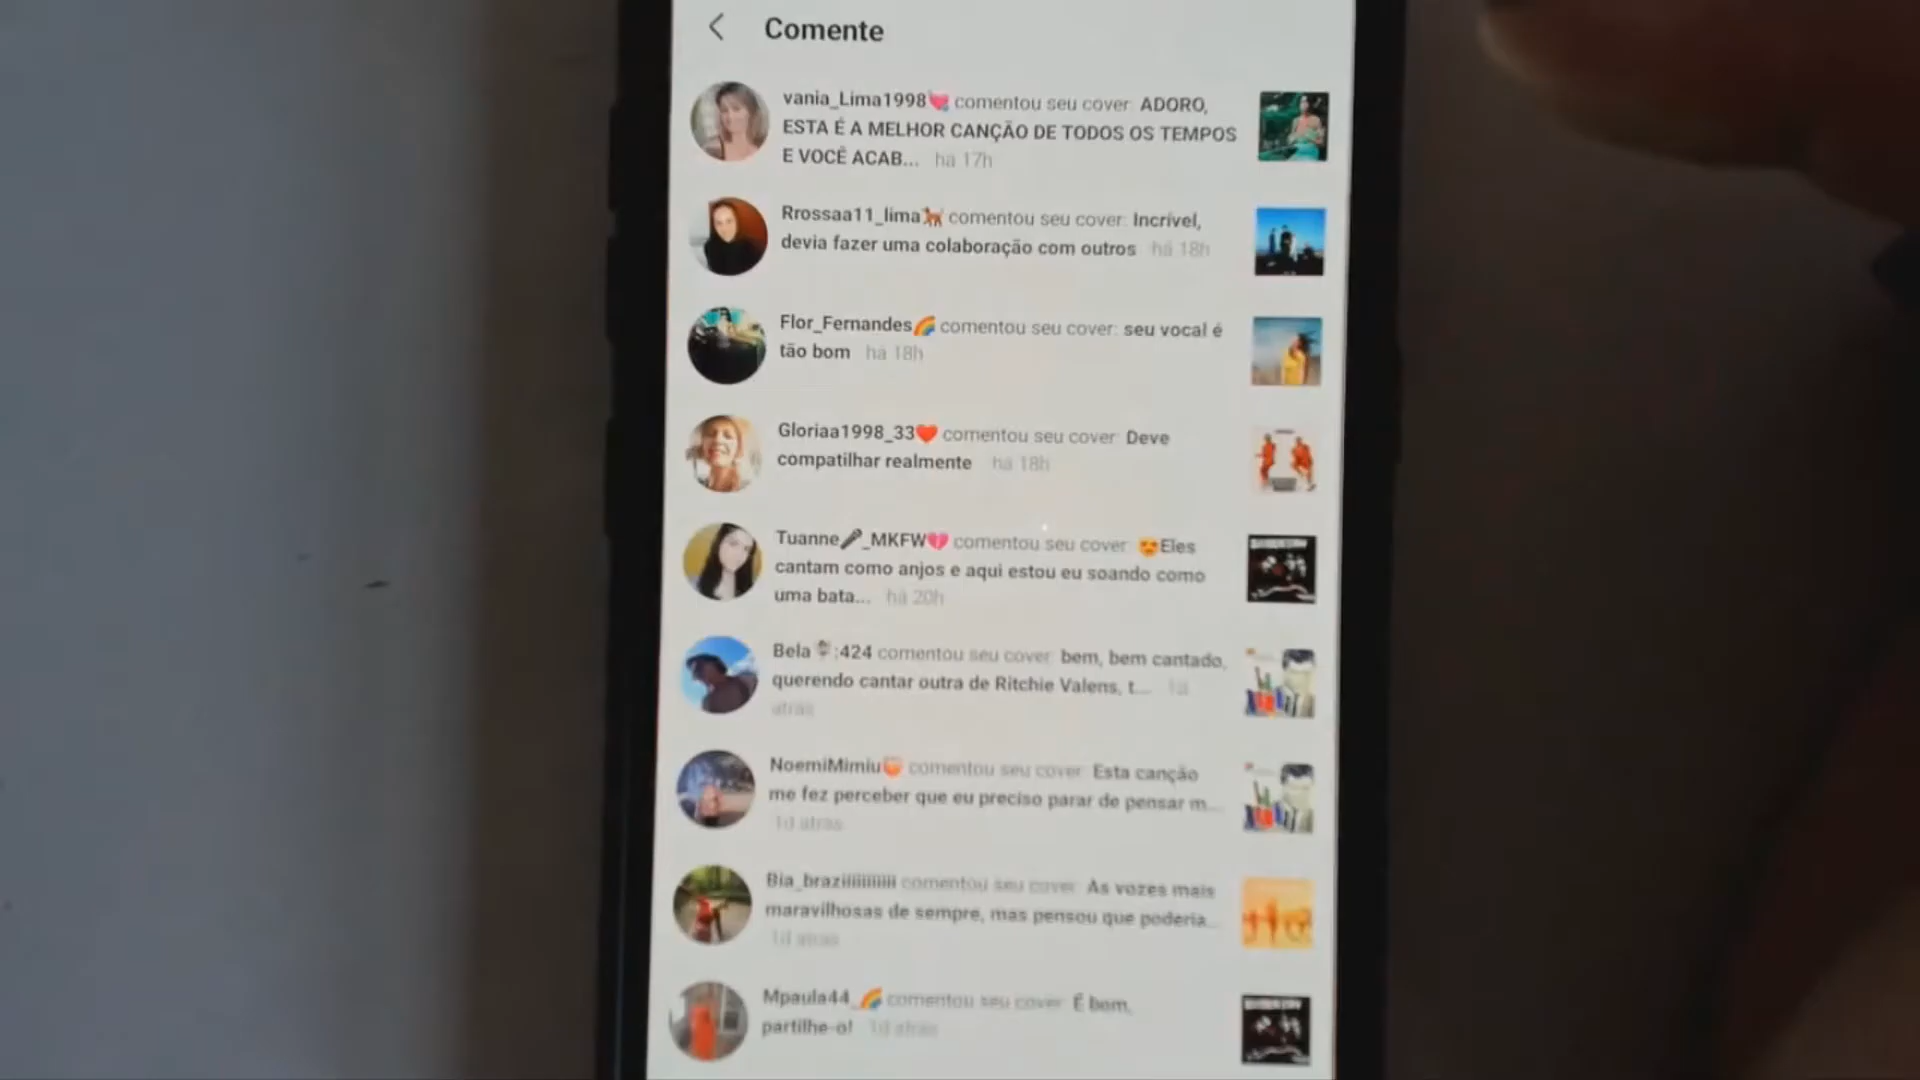 Comente
vania_Lima1998💘 comentou seu cover: ADORO,
ESTA É A MELHOR CANÇÃO DE TODOS OS TEMPOS
E VOCÊ ACAB... há 17h
Rrossaa11_lima🐕 comentou seu cover: Incrível,
devia fazer uma colaboração com outros há 18h
Flor_Fernandes🌈 comentou seu cover: seu vocal é
tão bom há 18h
Gloriaa1998_33❤️ comentou seu cover: Deve
compatilhar realmente há 18h
Tuanne🎤_MKFW💔 comentou seu cover: 😍Eles
cantam como anjos e aqui estou eu soando como
uma bata... há 20h
Bela :424 comentou seu cover: bem, bem cantado,
querendo cantar outra de Ritchie Valens, t... 1d
atrás
NoemiMimiu comentou seu cover: Esta canção
me fez perceber que eu preciso parar de pensar m...
1d atrás
Bia_braziiiiiiiiiii comentou seu cover: As vozes mais
maravilhosas de sempre, mas pensou que poderia...
1d atrás
Mpaula44_🌈 comentou seu cover: É bom,
partilhe-o! 1d atrás